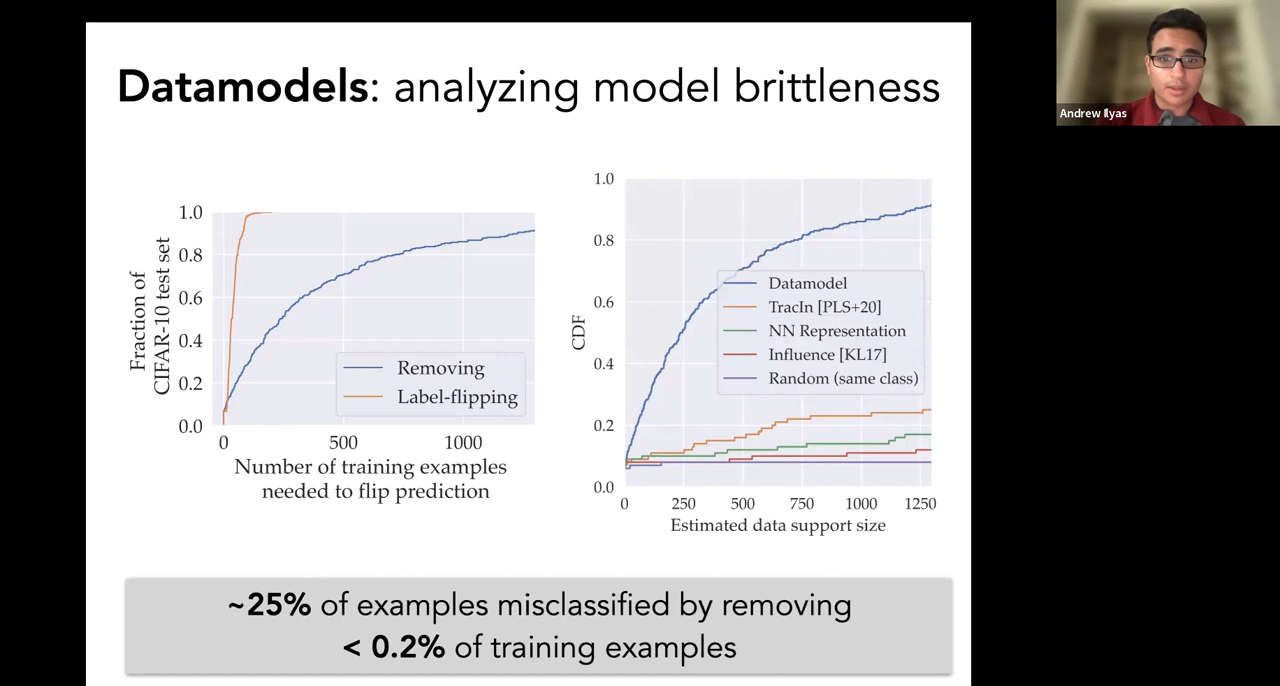 Datamodels: analyzing model brittleness
Andrew Ilyas
Fraction of
CIFAR-10 test set
1.0
0.8
0.6
0.4
0.2
0.0
0
500
1000
Number of training examples
needed to flip prediction
Removing
Label-flipping
CDF
1.0
0.8
0.6
0.4
0.2
0.0
0
250
500
750
1000
1250
Estimated data support size
Datamodel
TracIn [PLS+20]
NN Representation
Influence [KL17]
Random (same class)
~25% of examples misclassified by removing
< 0.2% of training examples